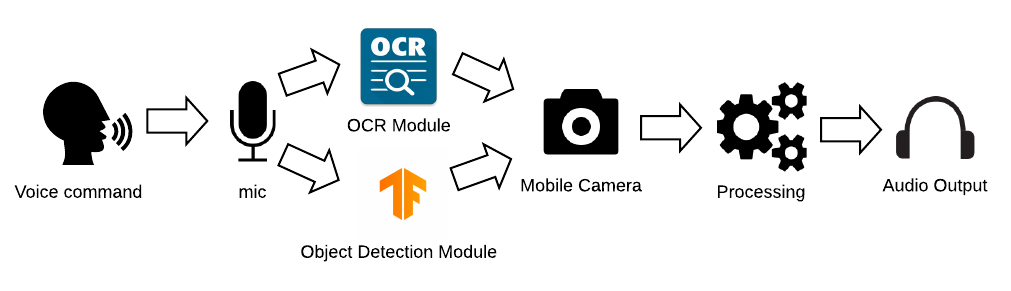 OCR
OCR Module
Voice command
mic
Mobile Camera
Processing
Audio Output
Object Detection Module